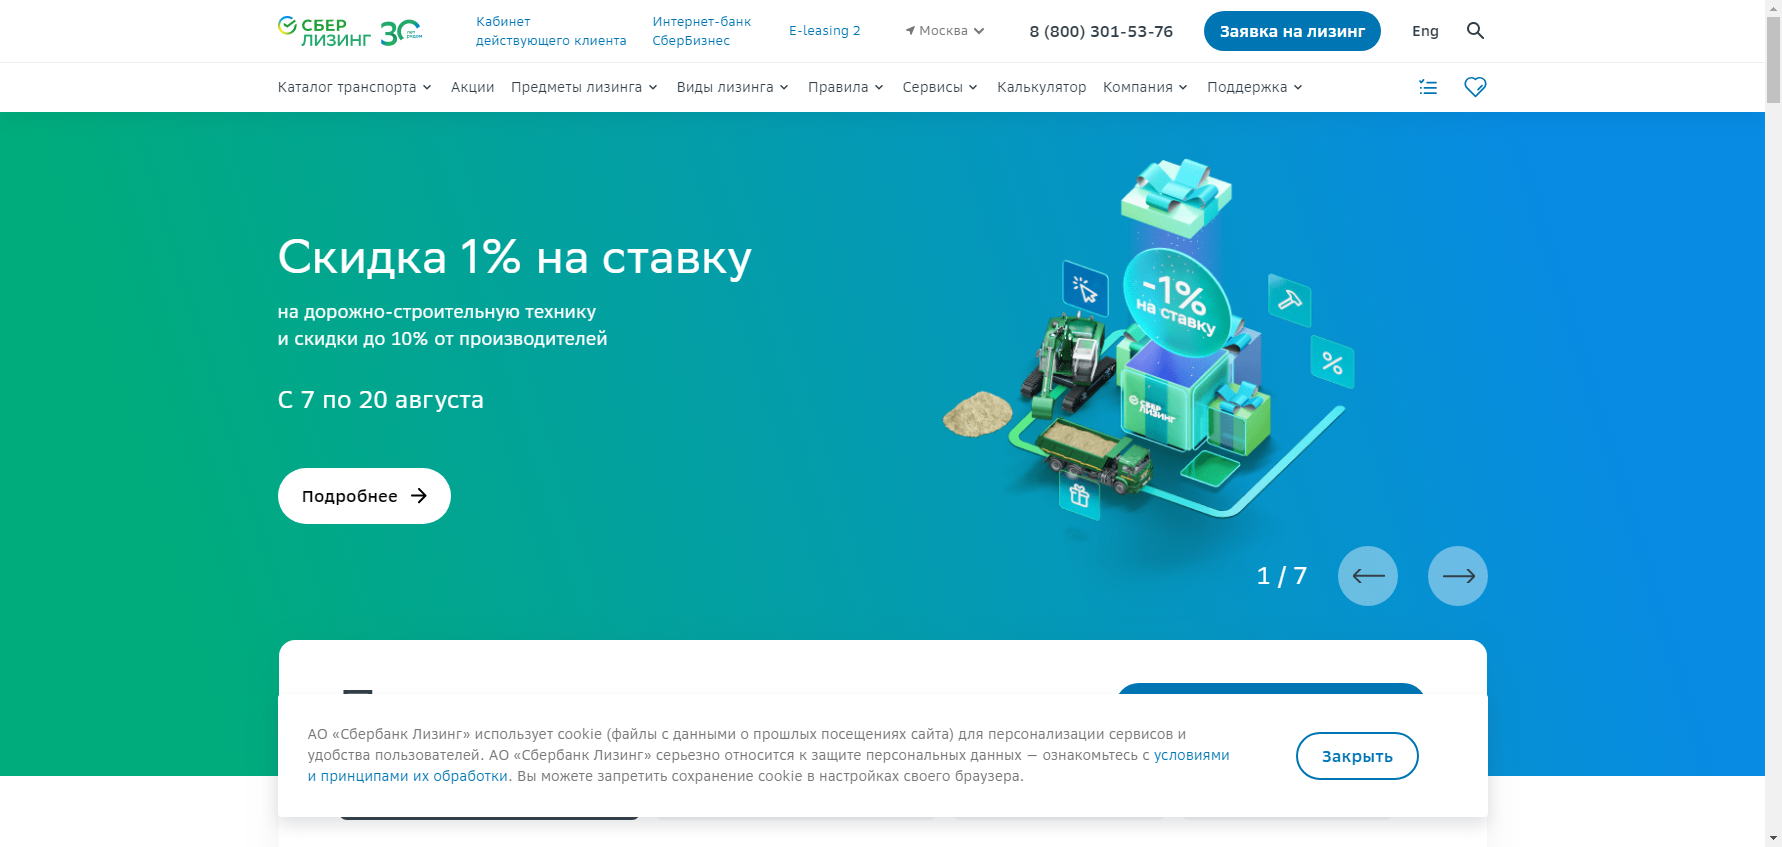 СБЕР
ЛИЗИНГ
30
лет
рядом
Кабинет
действующего клиента
Интернет-банк
СберБизнес
E-leasing 2
Москва
8 (800) 301-53-76
Заявка на лизинг
Eng
Каталог транспорта
Акции
Предметы лизинга
Виды лизинга
Правила
Сервисы
Калькулятор
Компания
Поддержка
Скидка 1% на ставку
на дорожно-строительную технику
и скидки до 10% от производителей
С 7 по 20 августа
Подробнее
-1%
на ставку
%
СБЕР
ЛИЗИНГ
1 / 7
АО «Сбербанк Лизинг» использует cookie (файлы с данными о прошлых посещениях сайта) для персонализации сервисов и
удобства пользователей. АО «Сбербанк Лизинг» серьезно относится к защите персональных данных — ознакомьтесь с условиями
и принципами их обработки. Вы можете запретить сохранение cookie в настройках своего браузера.
Закрыть